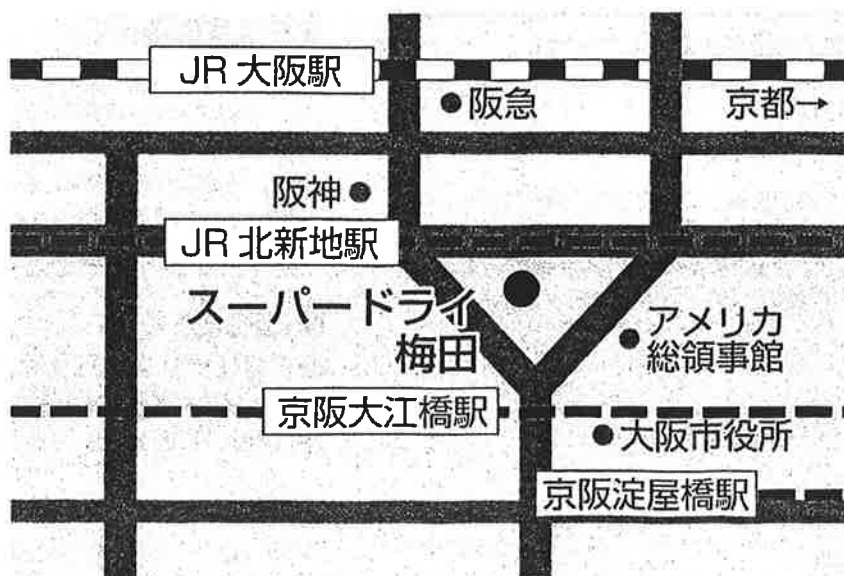 JR 大阪駅
阪急
京都→
阪神
JR 北新地駅
スーパードライ
梅田
アメリカ
総領事館
京阪大江橋駅
大阪市役所
京阪淀屋橋駅